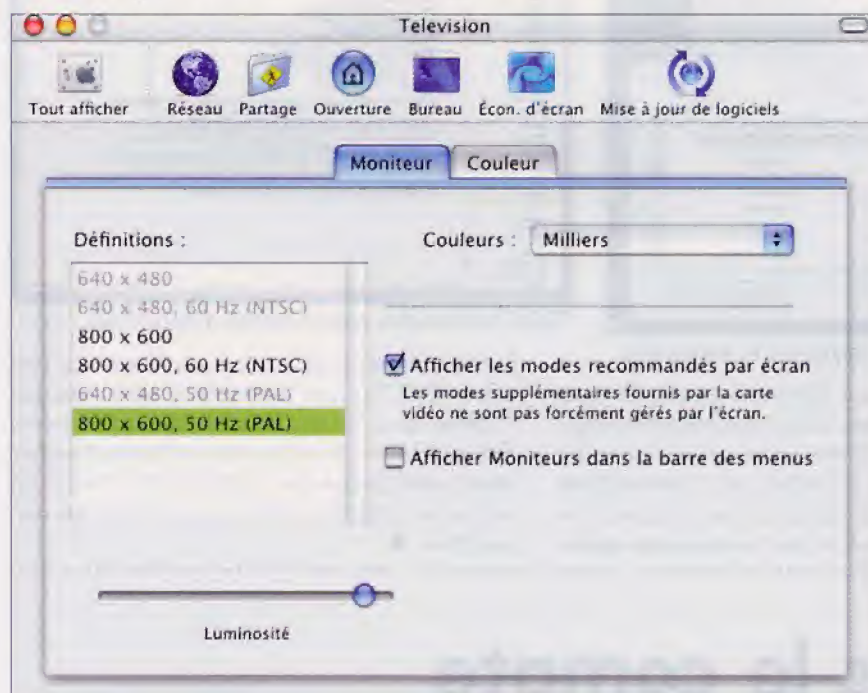 Television
Tout afficher Réseau Partage Ouverture Bureau Écon. d'écran Mise à jour de logiciels
Moniteur Couleur
Définitions :
640 x 480
640 x 480, 60 Hz (NTSC)
800 x 600
800 x 600, 60 Hz (NTSC)
640 x 480, 50 Hz (PAL)
800 x 600, 50 Hz (PAL)
Couleurs : Milliers
Afficher les modes recommandés par écran
Les modes supplémentaires fournis par la carte
vidéo ne sont pas forcément gérés par l'écran.
Afficher Moniteurs dans la barre des menus
Luminosité